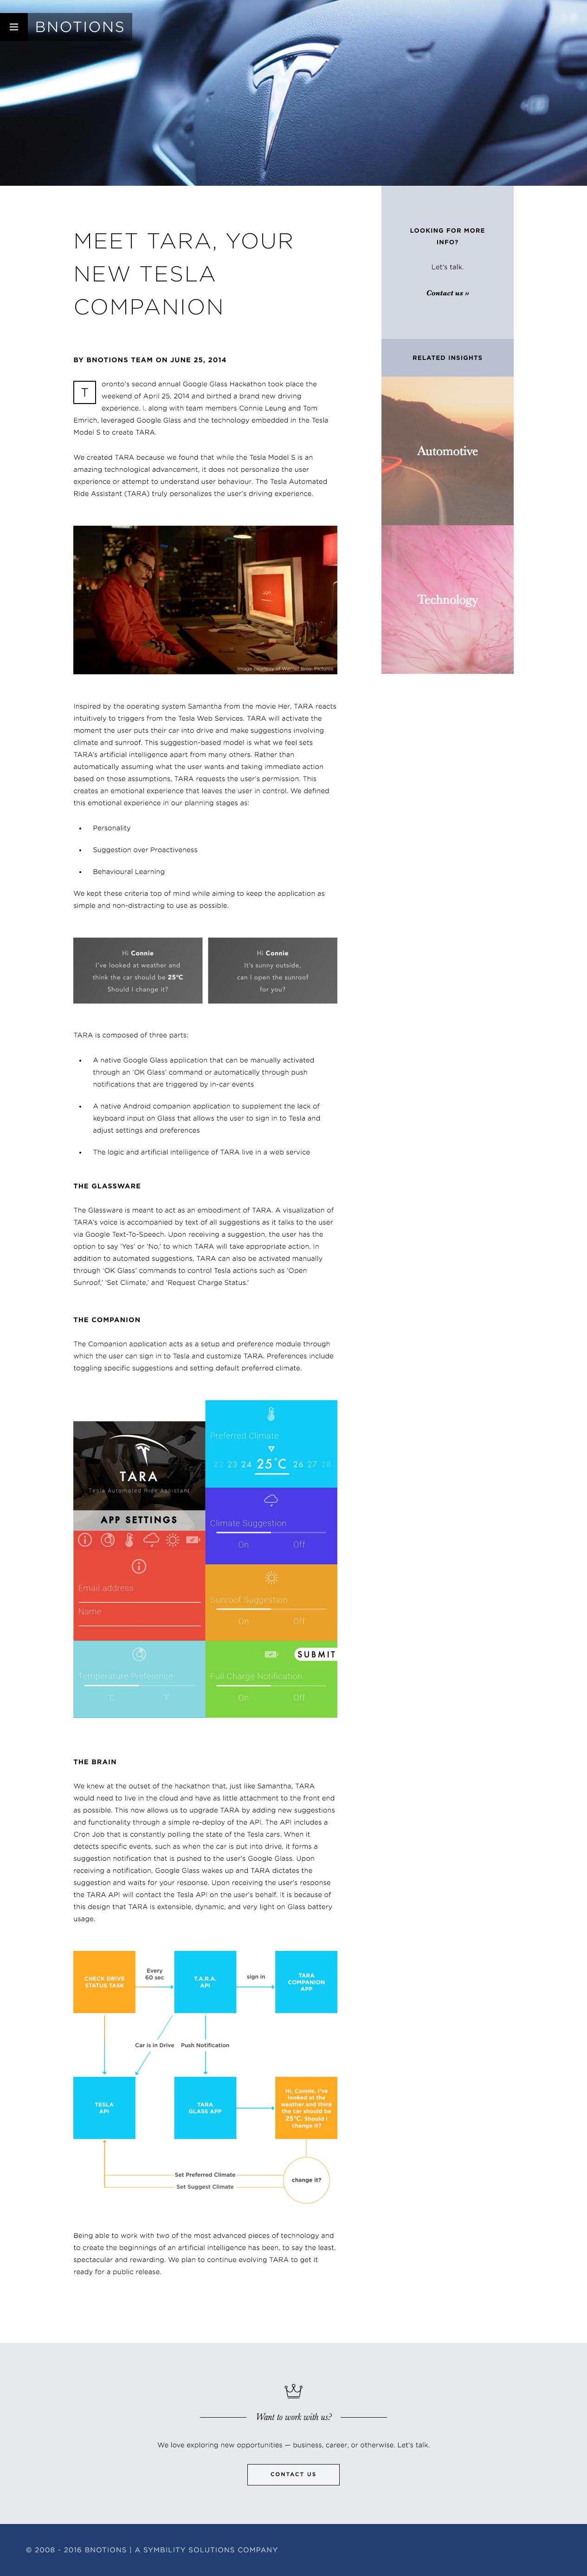 BNOTIONS
MEET TARA, YOUR
NEW TESLA
COMPANION
BY BNOTIONS TEAM ON JUNE 25, 2014
Toronto's second annual Google Glass Hackathon took place the
weekend of April 25, 2014 and birthed a brand new driving
experience. I, along with team members Connie Leung and Tom
Emrich, leveraged Google Glass and the technology embedded in the Tesla
Model S to create TARA.
We created TARA because we found that while the Tesla Model S is an
amazing technological advancement, it does not personalize the user
experience or attempt to understand user behaviour. The Tesla Automated
Ride Assistant (TARA) truly personalizes the user's driving experience.
Image courtesy of Warner Bros. Pictures
Inspired by the operating system Samantha from the movie Her, TARA reacts
intuitively to triggers from the Tesla Web Services. TARA will activate the
moment the user puts their car into drive and make suggestions involving
climate and sunroof. This suggestion-based model is what we feel sets
TARA's artificial intelligence apart from many others. Rather than
automatically assuming what the user wants and taking immediate action
based on those assumptions, TARA requests the user's permission. This
creates an emotional experience that leaves the user in control. We defined
this emotional experience in our planning stages as:
• Personality
• Suggestion over Proactiveness
• Behavioural Learning
We kept these criteria top of mind while aiming to keep the application as
simple and non-distracting to use as possible.
Hi Connie
I've looked at weather and
think the car should be 25°C
Should I change it?
Hi Connie
It's sunny outside,
can I open the sunroof
for you?
TARA is composed of three parts:
• A native Google Glass application that can be manually activated
through an 'OK Glass' command or automatically through push
notifications that are triggered by in-car events
• A native Android companion application to supplement the lack of
keyboard input on Glass that allows the user to sign in to Tesla and
adjust settings and preferences
• The logic and artificial intelligence of TARA live in a web service
THE GLASSWARE
The Glassware is meant to act as an embodiment of TARA. A visualization of
TARA's voice is accompanied by text of all suggestions as it talks to the user
via Google Text-To-Speech. Upon receiving a suggestion, the user has the
option to say 'Yes' or 'No,' to which TARA will take appropriate action. In
addition to automated suggestions, TARA can also be activated manually
through 'OK Glass' commands to control Tesla actions such as 'Open
Sunroof,' 'Set Climate,' and 'Request Charge Status.'
THE COMPANION
The Companion application acts as a setup and preference module through
which the user can sign in to Tesla and customize TARA. Preferences include
toggling specific suggestions and setting default preferred climate.
TARA
Tesla Automated Ride Assistant
APP SETTINGS
Email address
Name
Temperature Preference
°C °F
Preferred Climate
22 23 24 25°C 26 27 28
Climate Suggestion
On Off
Sunroof Suggestion
On Off
SUBMIT
Full Charge Notification
On Off
THE BRAIN
We knew at the outset of the hackathon that, just like Samantha, TARA
would need to live in the cloud and have as little attachment to the front end
as possible. This now allows us to upgrade TARA by adding new suggestions
and functionality through a simple re-deploy of the API. The API includes a
Cron Job that is constantly polling the state of the Tesla cars. When it
detects specific events, such as when the car is put into drive, it forms a
suggestion notification that is pushed to the user's Google Glass. Upon
receiving a notification, Google Glass wakes up and TARA dictates the
suggestion and waits for your response. Upon receiving the user's response
the TARA API will contact the Tesla API on the user's behalf. It is because of
this design that TARA is extensible, dynamic, and very light on Glass battery
usage.
CHECK DRIVE
STATUS TASK
Every
60 sec
T.A.R.A.
API
sign in
TARA
COMPANION
APP
Car is in Drive
Push Notification
TESLA
API
TARA
GLASS APP
Hi, Connie, I've
looked at the
weather and think
the car should be
25°C. Should I
change it?
Set Preferred Climate
Set Suggest Climate
change it?
Being able to work with two of the most advanced pieces of technology and
to create the beginnings of an artificial intelligence has been, to say the least,
spectacular and rewarding. We plan to continue evolving TARA to get it
ready for a public release.
LOOKING FOR MORE
INFO?
Let's talk.
Contact us »
RELATED INSIGHTS
Automotive
Technology
Want to work with us?
We love exploring new opportunities — business, career, or otherwise. Let's talk.
CONTACT US
© 2008 - 2016 BNOTIONS | A SYMBILITY SOLUTIONS COMPANY